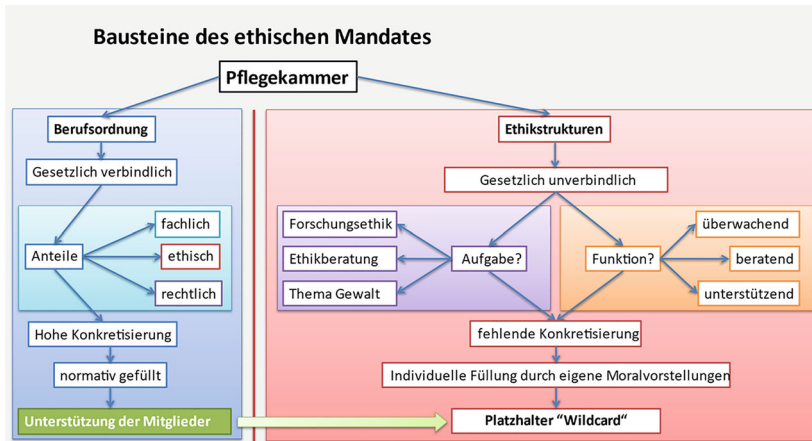 Bausteine des ethischen Mandates
Pflegekammer
Berufsordnung
Gesetzlich verbindlich
Anteile
fachlich
ethisch
rechtlich
Hohe Konkretisierung
normativ gefüllt
Unterstützung der Mitglieder
Ethikstrukturen
Gesetzlich unverbindlich
Forschungsethik
Ethikberatung
Thema Gewalt
Aufgabe?
Funktion?
überwachend
beratend
unterstützend
fehlende Konkretisierung
Individuelle Füllung durch eigene Moralvorstellungen
Platzhalter “Wildcard“